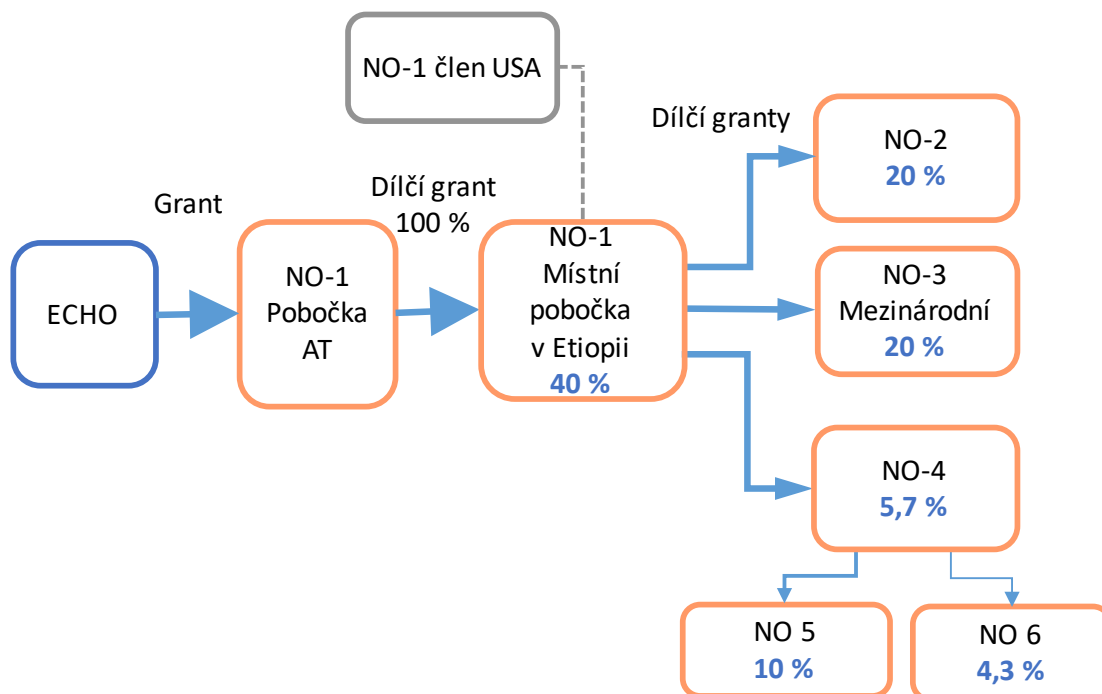 NO-1 člen USA
Dílčí granty
NO-2
20 %
Grant
Dílčí grant
100 %
ECHO
NO-1
Pobočka
AT
NO-1
Místní
pobočka
v Etiopii
40 %
NO-3
Mezinárodní
20 %
NO-4
5,7 %
NO 5
10 %
NO 6
4,3 %